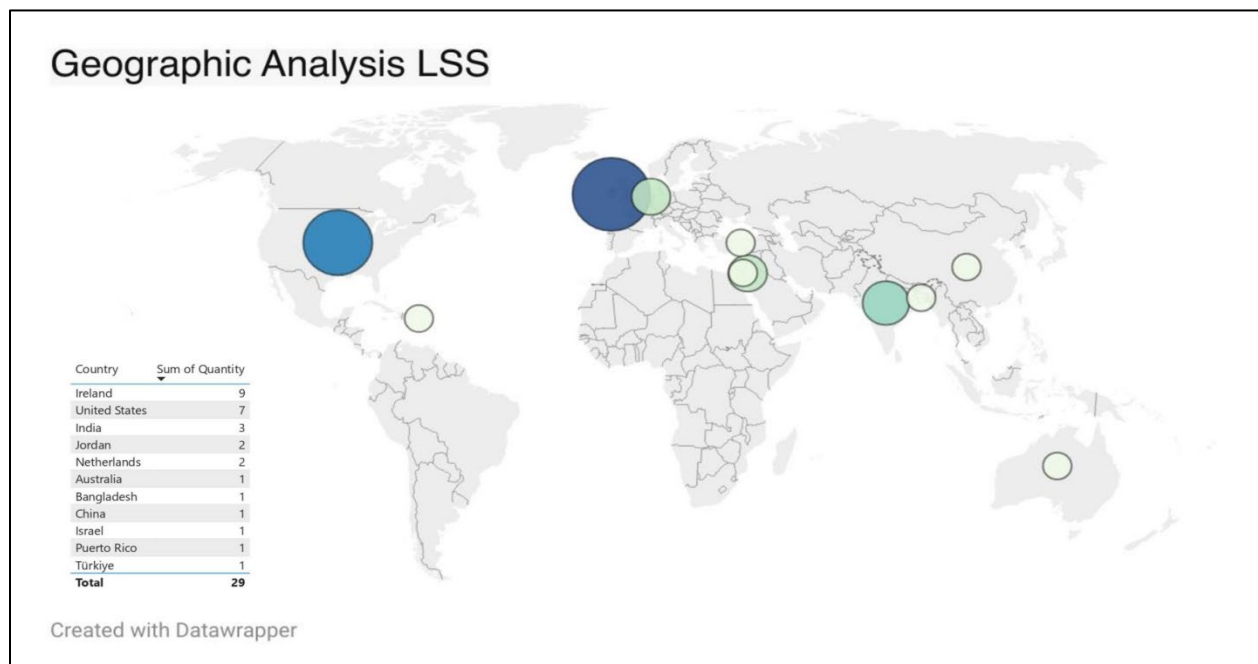 Geographic Analysis LSS
Country Sum of Quantity
Ireland 9
United States 7
India 3
Jordan 2
Netherlands 2
Australia 1
Bangladesh 1
China 1
Israel 1
Puerto Rico 1
Türkiye 1
Total 29
Created with Datawrapper